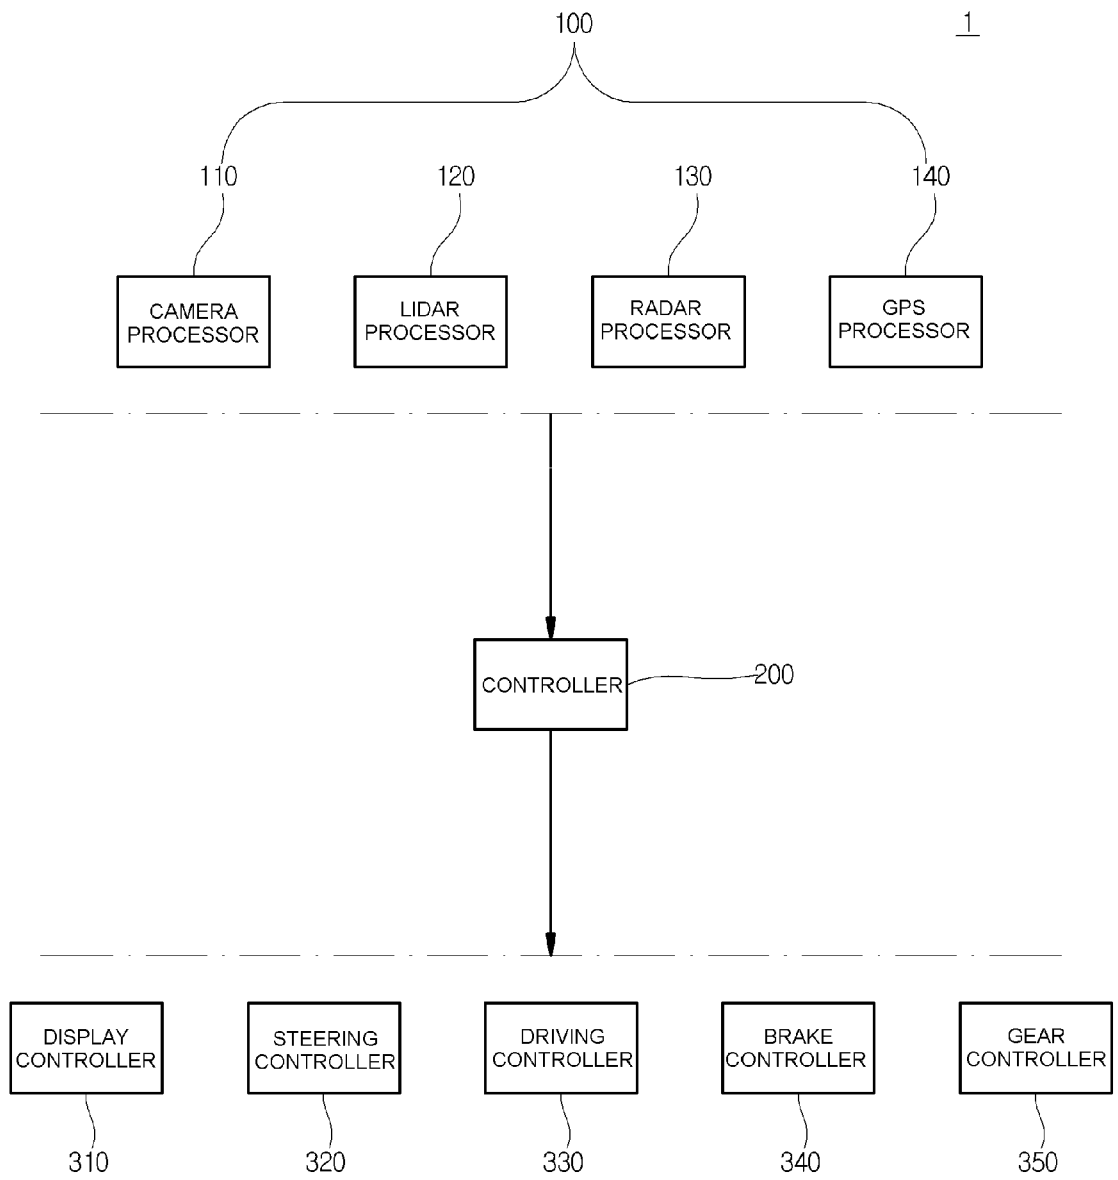 100
1
110
120
130
140
CAMERA
PROCESSOR
LIDAR
PROCESSOR
RADAR
PROCESSOR
GPS
PROCESSOR
CONTROLLER
200
DISPLAY
CONTROLLER
STEERING
CONTROLLER
DRIVING
CONTROLLER
BRAKE
CONTROLLER
GEAR
CONTROLLER
310
320
330
340
350